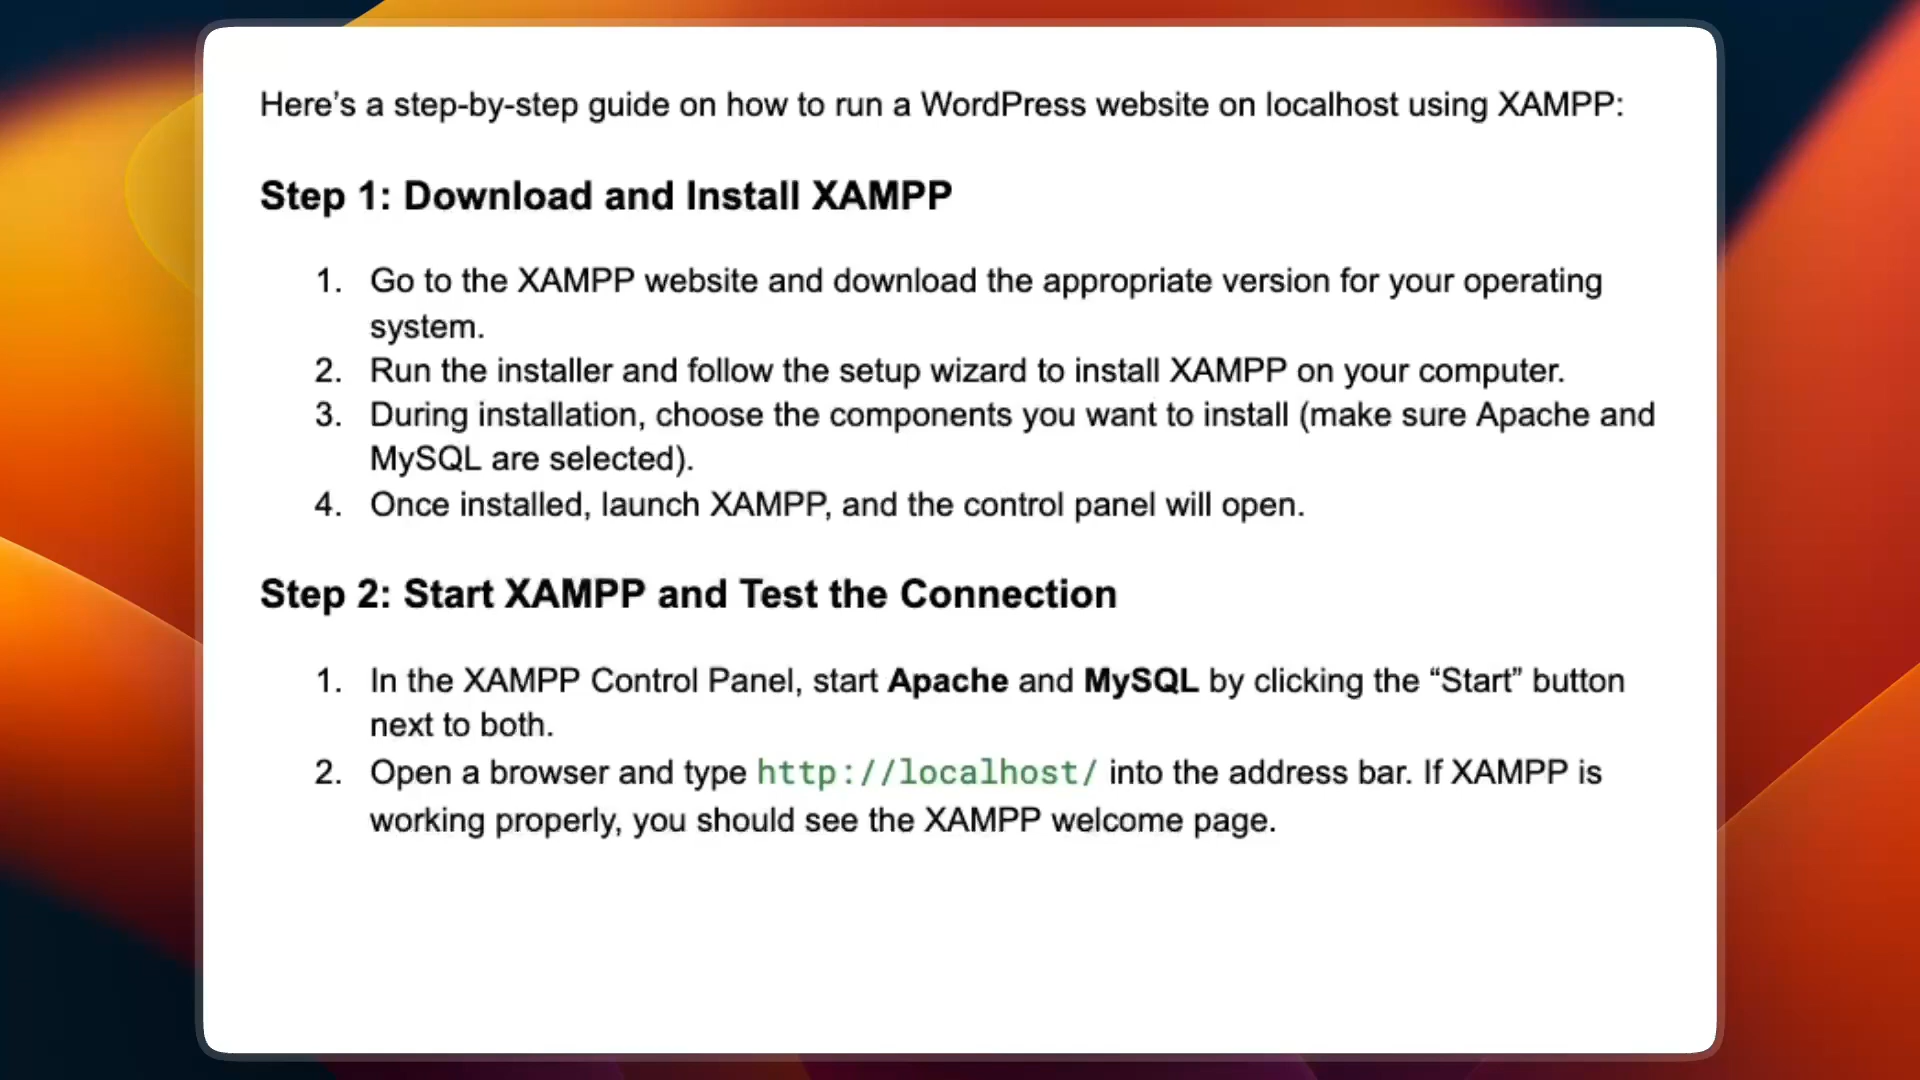 Here’s a step-by-step guide on how to run a WordPress website on localhost using XAMPP:
Step 1: Download and Install XAMPP
1. Go to the XAMPP website and download the appropriate version for your operating
system.
2. Run the installer and follow the setup wizard to install XAMPP on your computer.
3. During installation, choose the components you want to install (make sure Apache and
MySQL are selected).
4. Once installed, launch XAMPP, and the control panel will open.
Step 2: Start XAMPP and Test the Connection
1. In the XAMPP Control Panel, start Apache and MySQL by clicking the “Start” button
next to both.
2. Open a browser and type http://localhost/ into the address bar. If XAMPP is
working properly, you should see the XAMPP welcome page.